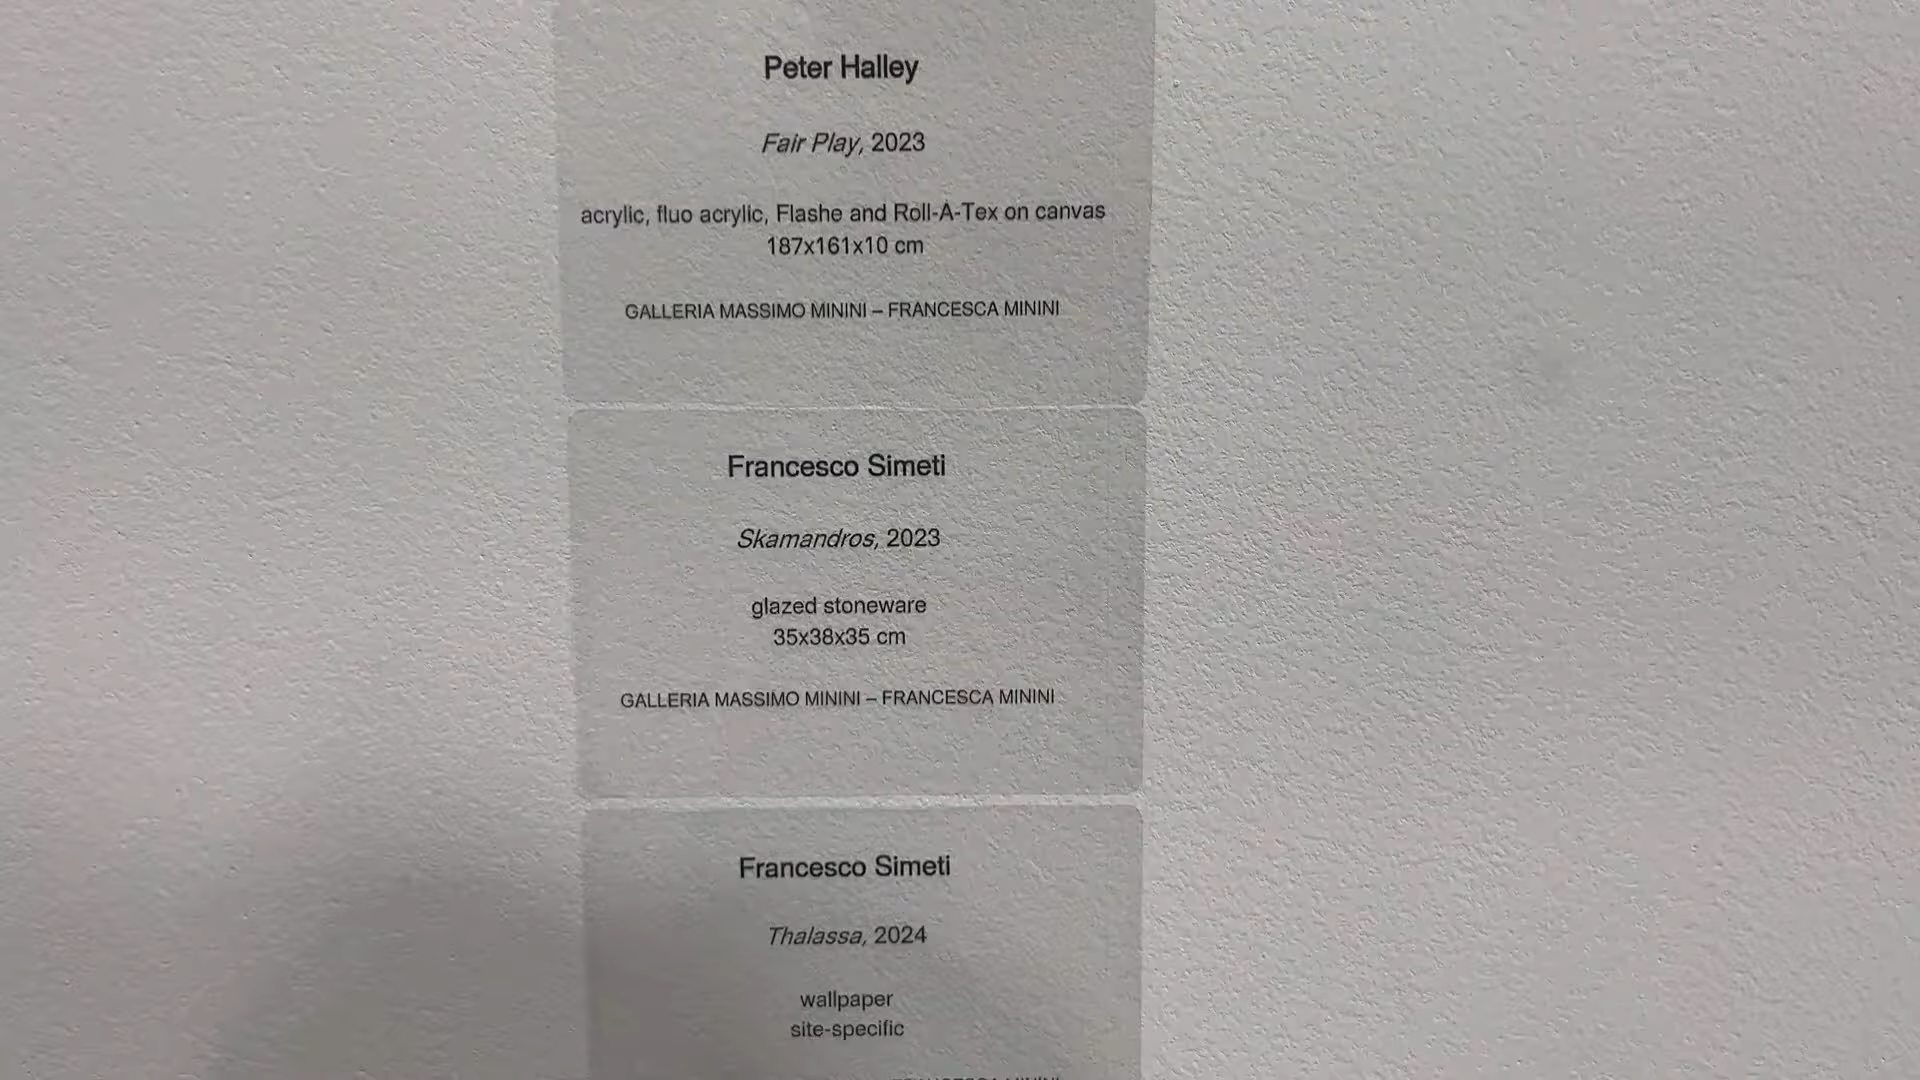 Peter Halley
Fair Play, 2023
acrylic, fluo acrylic, Flashe and Roll-A-Tex on canvas
187x161x10 cm
GALLERIA MASSIMO MININI – FRANCESCA MININI
Francesco Simeti
Skamandros, 2023
glazed stoneware
35x38x35 cm
GALLERIA MASSIMO MININI – FRANCESCA MININI
Francesco Simeti
Thalassa, 2024
wallpaper
site-specific